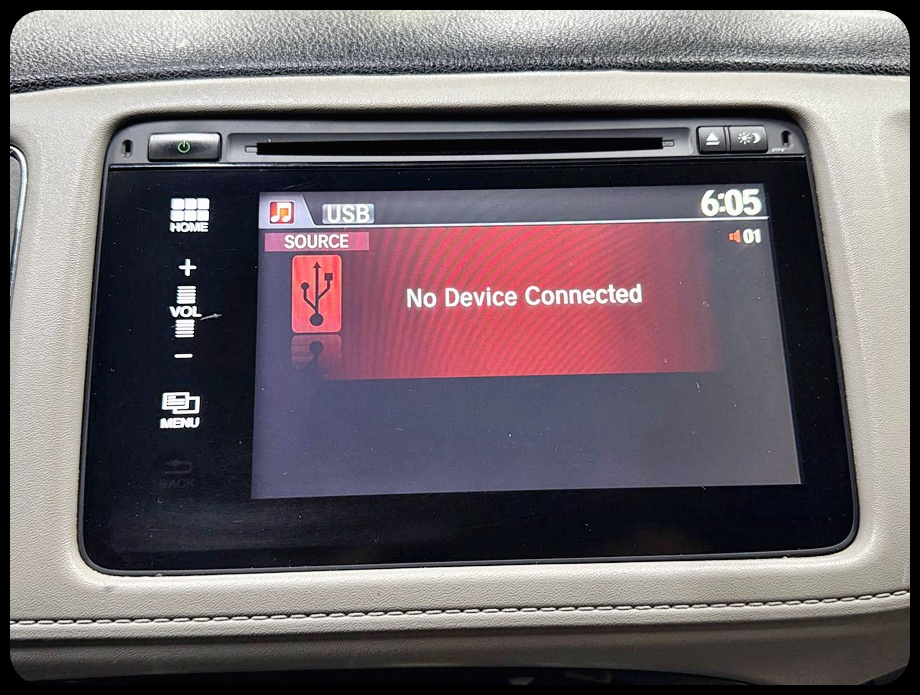 HOME
+
VOL
−
MENU
BACK
USB
6:05
SOURCE
01
No Device Connected